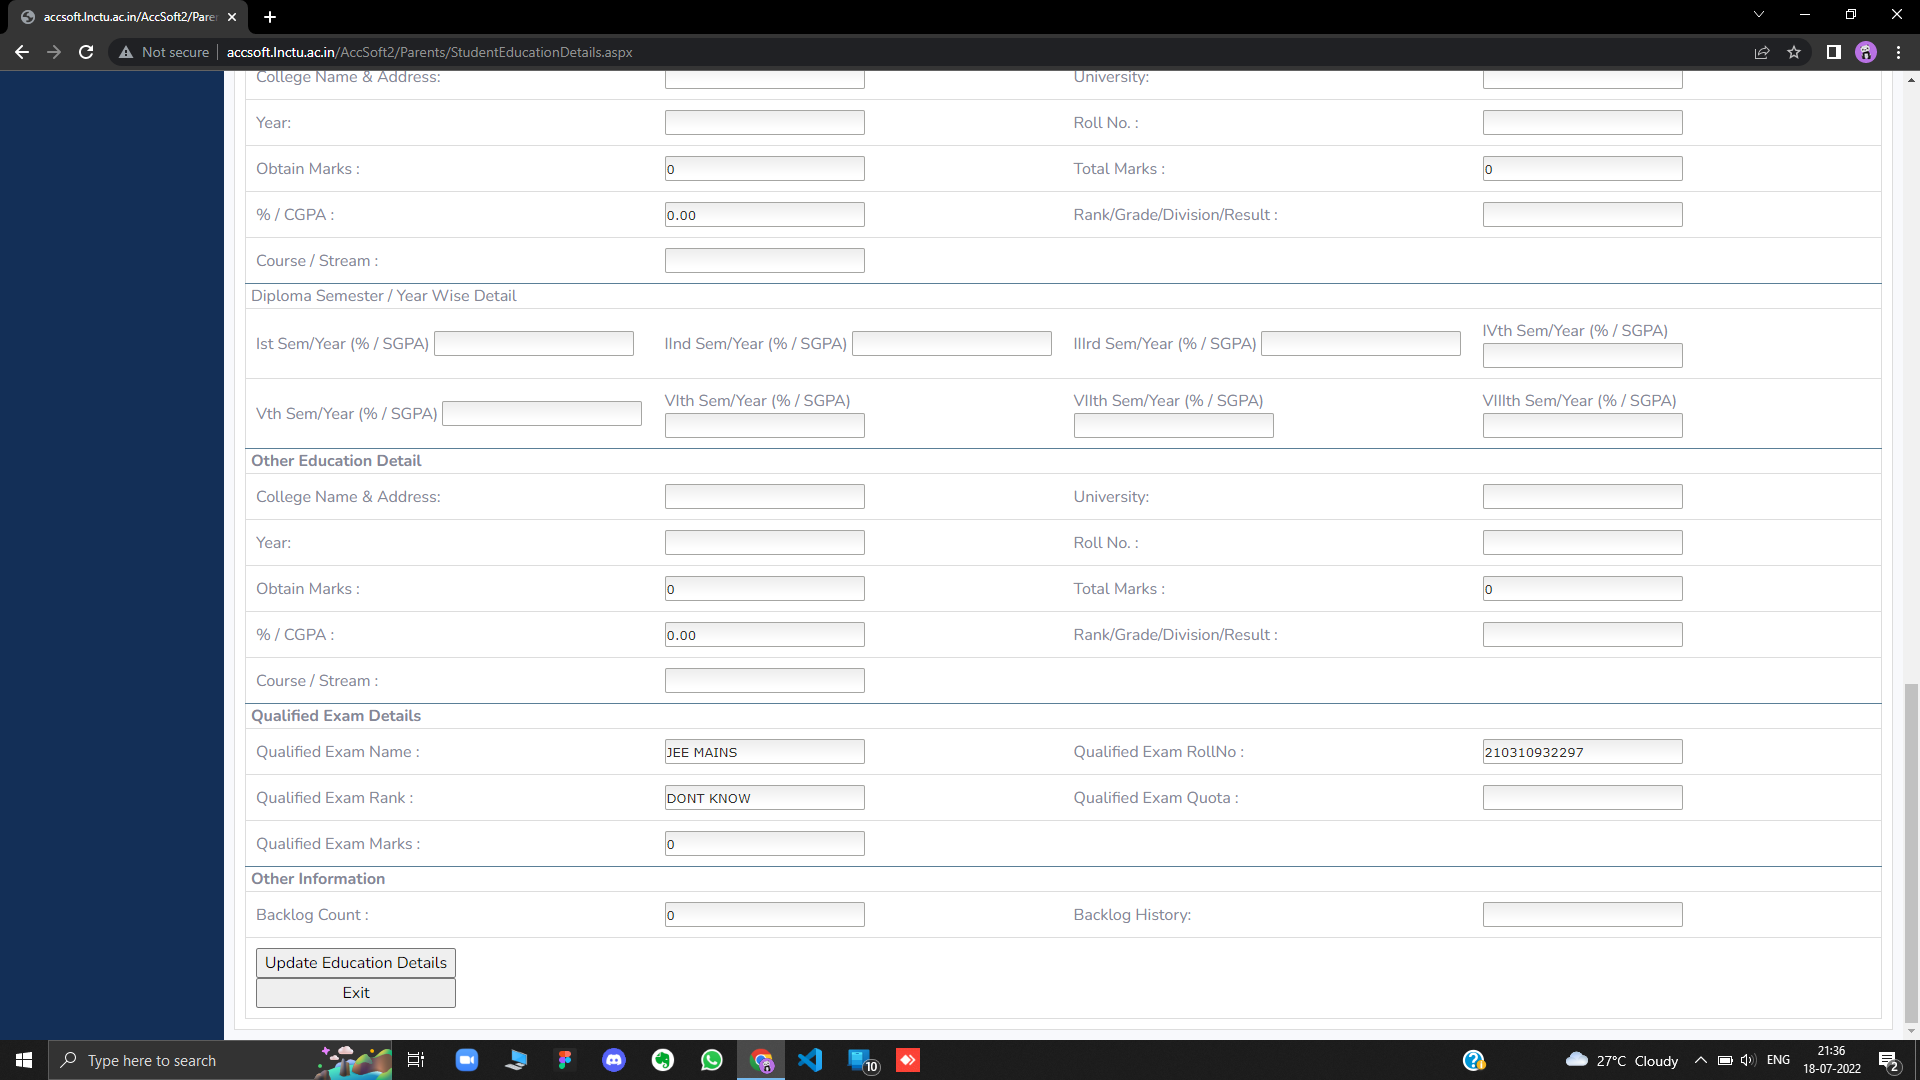 accsoft.lnctu.ac.in/AccSoft2/Pare
Not secure accsoft.lnctu.ac.in/AccSoft2/Parents/StudentEducationDetails.aspx
College Name & Address: University:
Year: Roll No. :
Obtain Marks : 0 Total Marks : 0
% / CGPA : 0.00 Rank/Grade/Division/Result :
Course / Stream :
Diploma Semester / Year Wise Detail
Ist Sem/Year (% / SGPA) IInd Sem/Year (% / SGPA) IIIrd Sem/Year (% / SGPA) IVth Sem/Year (% / SGPA)
Vth Sem/Year (% / SGPA) VIth Sem/Year (% / SGPA) VIIth Sem/Year (% / SGPA) VIIIth Sem/Year (% / SGPA)
Other Education Detail
College Name & Address: University:
Year: Roll No. :
Obtain Marks : 0 Total Marks : 0
% / CGPA : 0.00 Rank/Grade/Division/Result :
Course / Stream :
Qualified Exam Details
Qualified Exam Name : JEE MAINS Qualified Exam RollNo : 210310932297
Qualified Exam Rank : DONT KNOW Qualified Exam Quota :
Qualified Exam Marks : 0
Other Information
Backlog Count : 0 Backlog History:
Update Education Details
Exit
Type here to search 10 27°C Cloudy ENG 21:36
18-07-2022 2